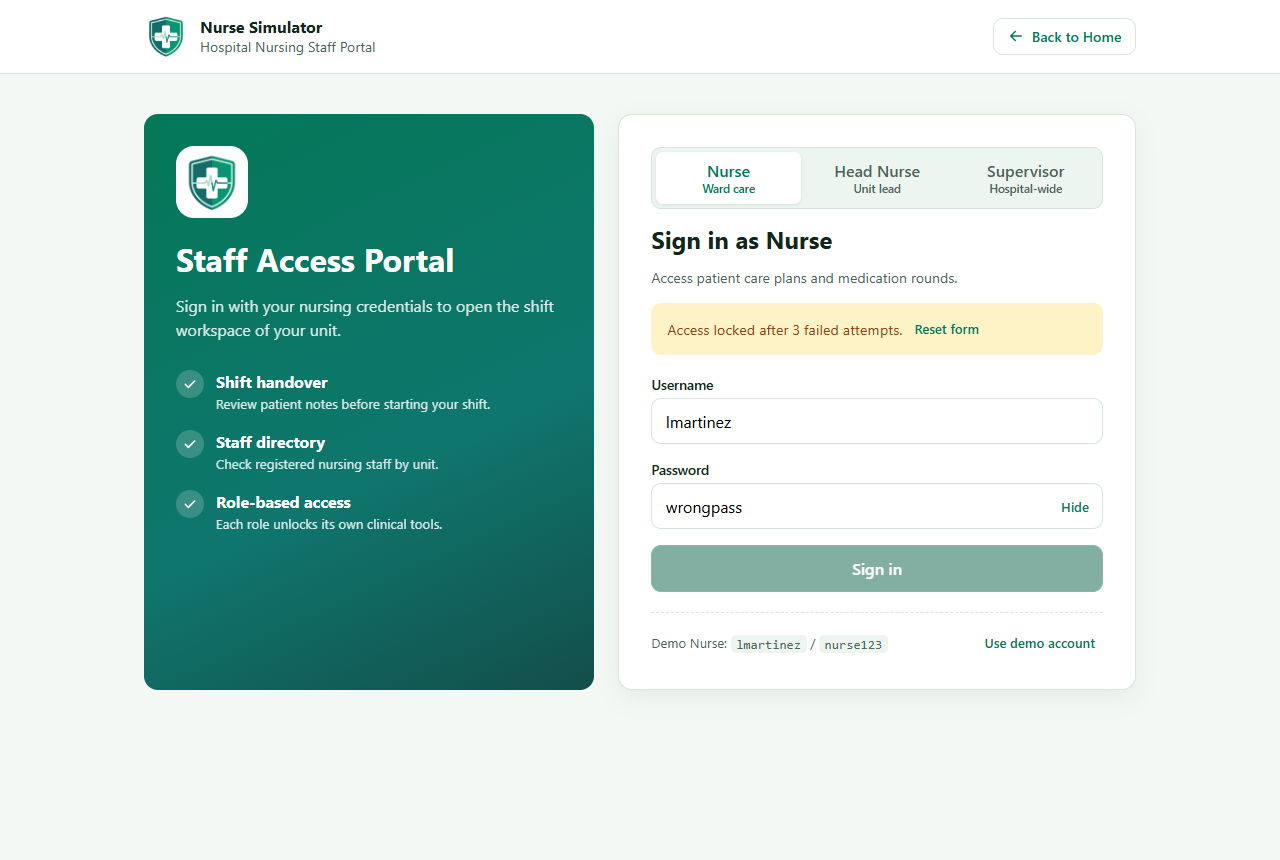 Nurse Simulator
Hospital Nursing Staff Portal
Back to Home
Staff Access Portal
Sign in with your nursing credentials to open the shift
workspace of your unit.
Shift handover
Review patient notes before starting your shift.
Staff directory
Check registered nursing staff by unit.
Role-based access
Each role unlocks its own clinical tools.
Nurse
Ward care
Head Nurse
Unit lead
Supervisor
Hospital-wide
Sign in as Nurse
Access patient care plans and medication rounds.
Access locked after 3 failed attempts. Reset form
Username
lmartinez
Password
wrongpass Hide
Sign in
Demo Nurse: lmartinez / nurse123 Use demo account